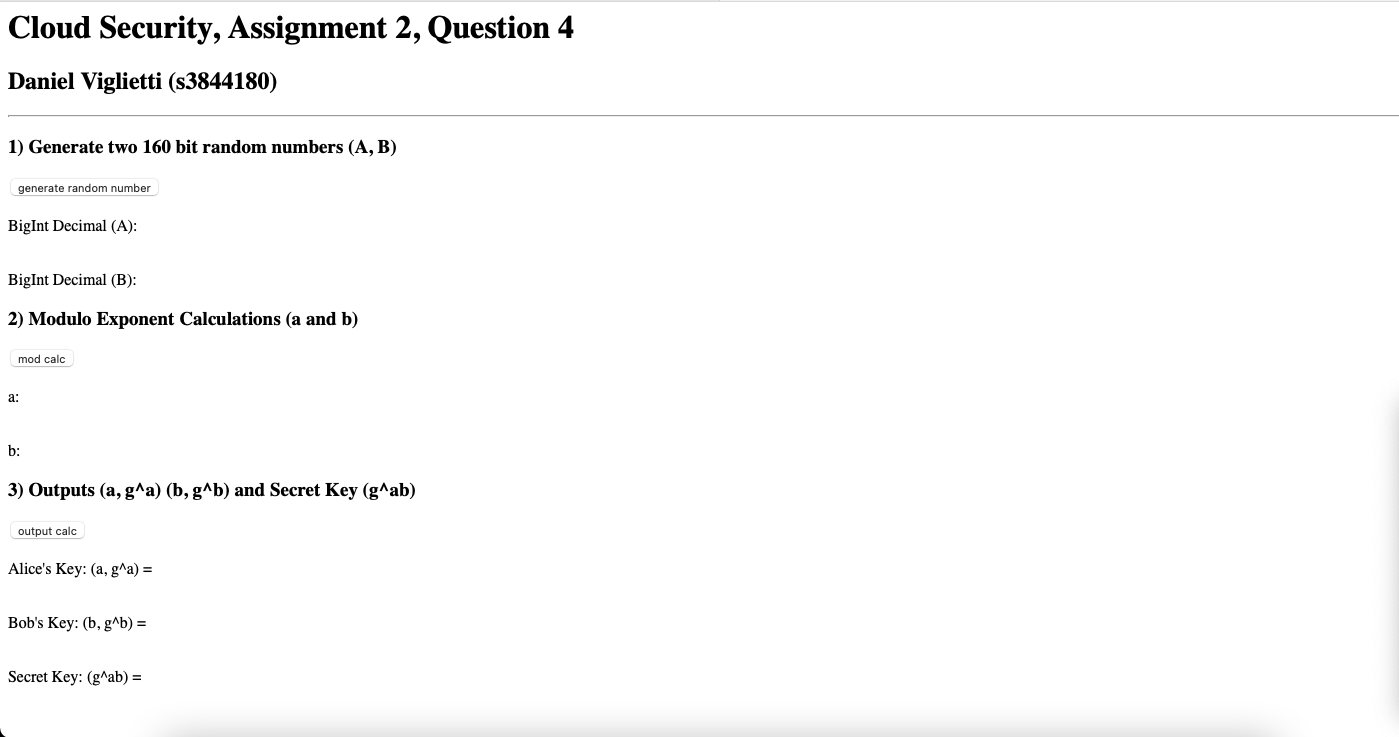 Cloud Security, Assignment 2, Question 4
Daniel Viglietti (s3844180)
1) Generate two 160 bit random numbers (A, B)
generate random number
BigInt Decimal (A):
BigInt Decimal (B):
2) Modulo Exponent Calculations (a and b)
mod calc
a:
b:
3) Outputs (a, g^a) (b, g^b) and Secret Key (g^ab)
output calc
Alice's Key: (a, g^a) =
Bob's Key: (b, g^b) =
Secret Key: (g^ab) =